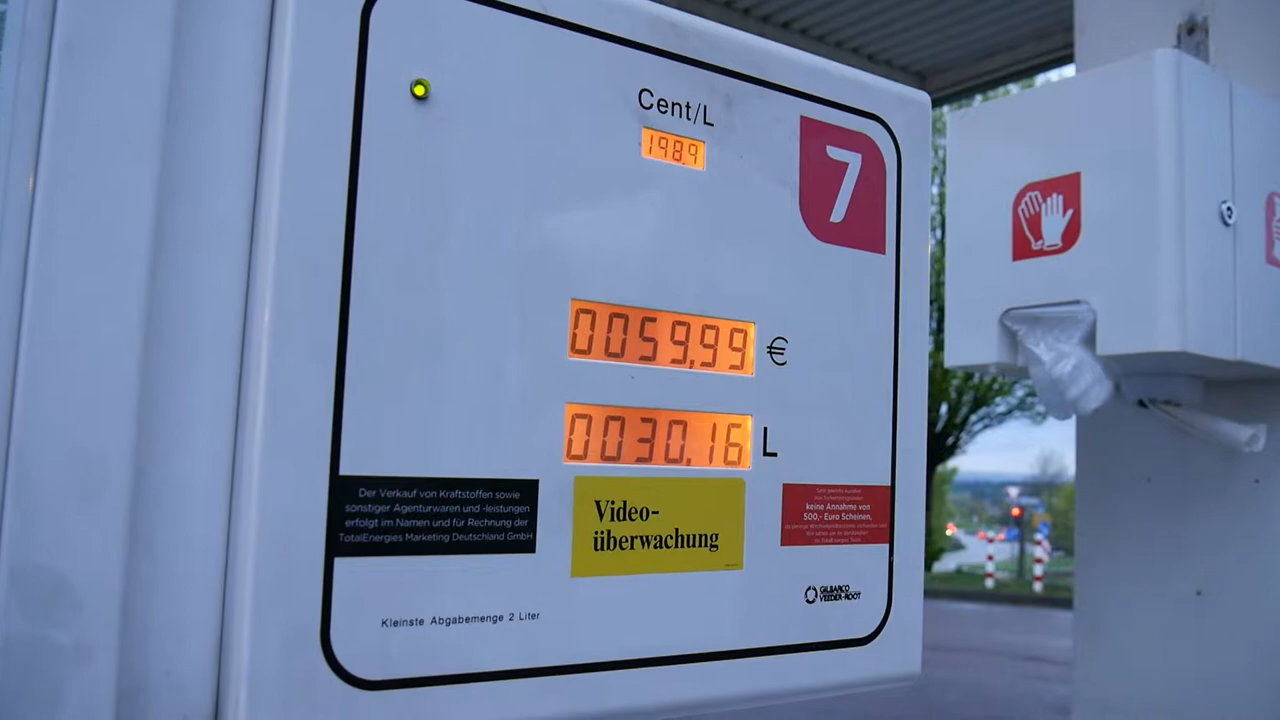 Cent/L
198,9
7
0059,99 €
0030,16 L
Der Verkauf von Kraftstoffen sowie
sonstiger Agenturwaren und -leistungen
erfolgt im Namen und für Rechnung der
TotalEnergies Marketing Deutschland GmbH
Video-
überwachung
keine Annahme von
500,- Euro Scheinen,
GILBARCO
VEEDER-ROOT
Kleinste Abgabemenge 2 Liter